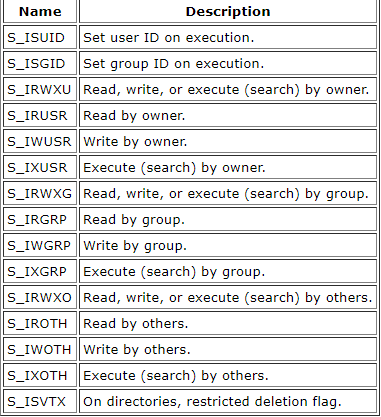 Name Description
S_ISUID Set user ID on execution.
S_ISGID Set group ID on execution.
S_IRWXU Read, write, or execute (search) by owner.
S_IRUSR Read by owner.
S_IWUSR Write by owner.
S_IXUSR Execute (search) by owner.
S_IRWXG Read, write, or execute (search) by group.
S_IRGRP Read by group.
S_IWGRP Write by group.
S_IXGRP Execute (search) by group.
S_IRWXO Read, write, or execute (search) by others.
S_IROTH Read by others.
S_IWOTH Write by others.
S_IXOTH Execute (search) by others.
S_ISVTX On directories, restricted deletion flag.